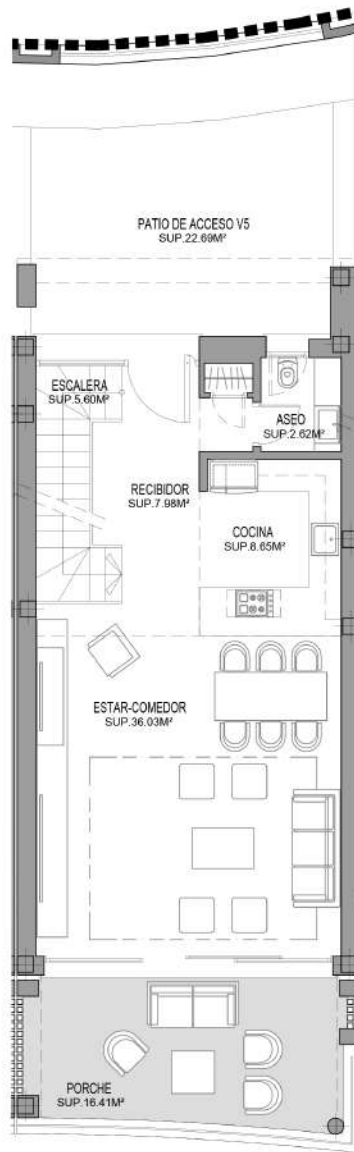 PATIO DE ACCESO V5
SUP.22.69M²
ESCALERA
SUP.5.60M²
ASEO
SUP.2.62M²
RECIBIDOR
SUP.7.98M²
COCINA
SUP.8.65M²
ESTAR-COMEDOR
SUP.36.03M²
PORCHE
SUP.16.41M²